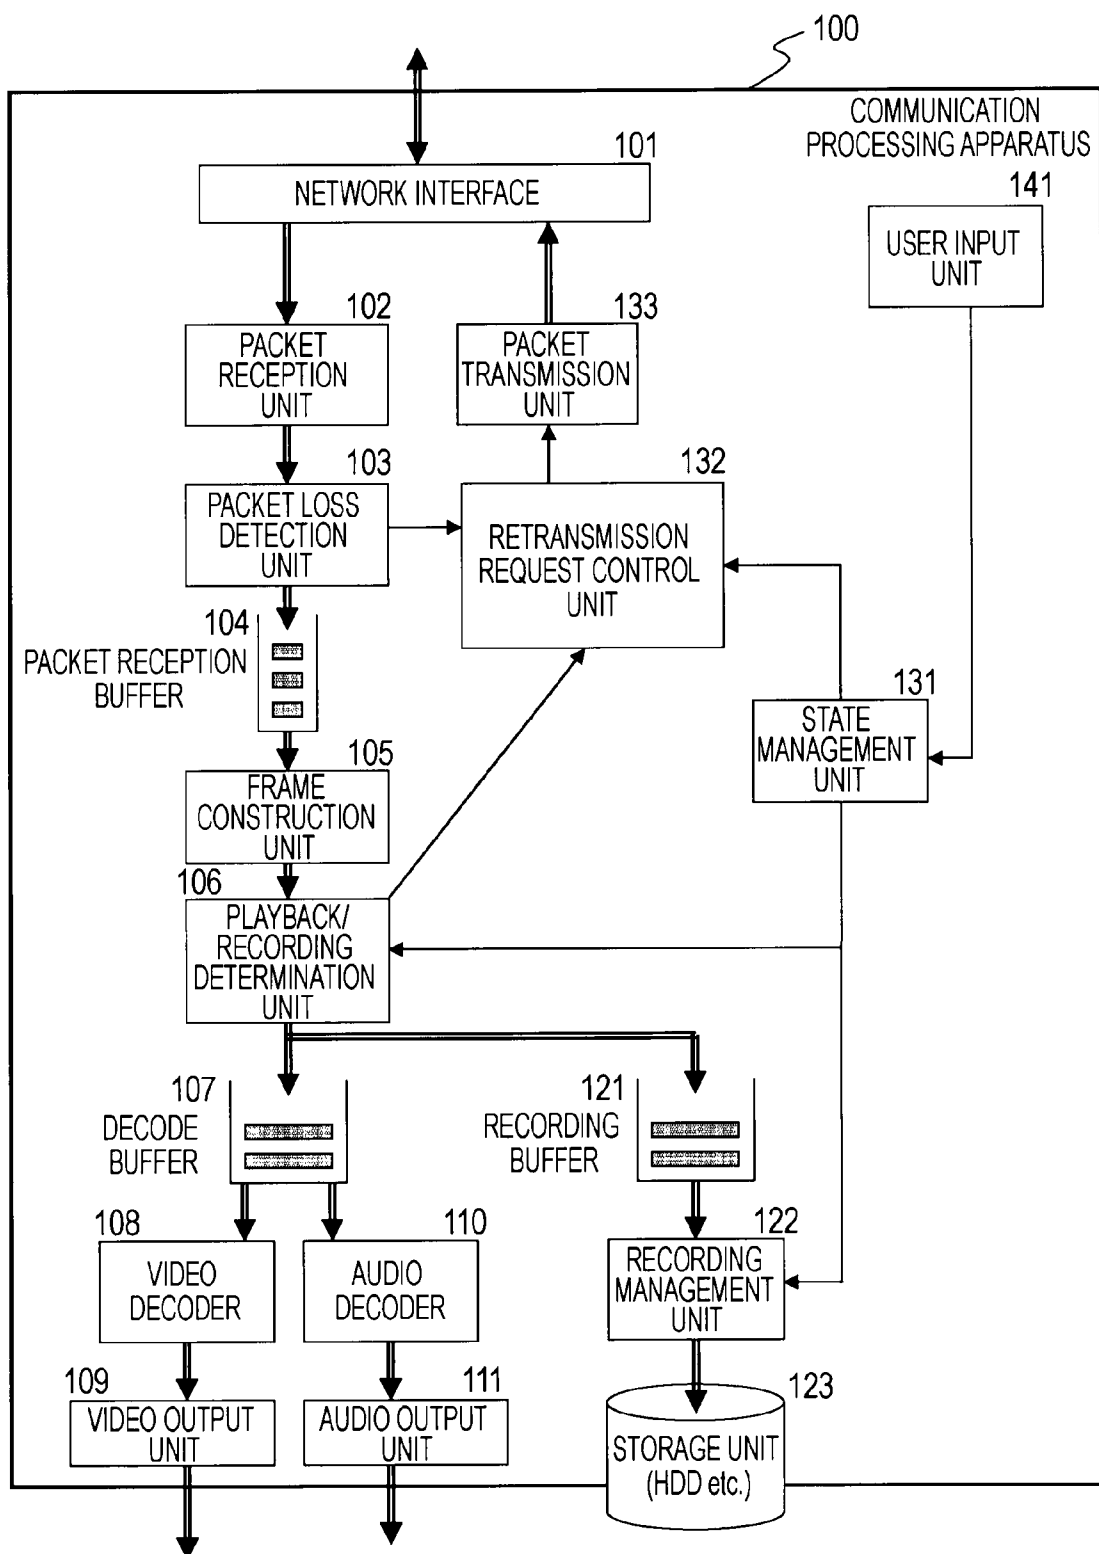 100
COMMUNICATION
PROCESSING APPARATUS
101
NETWORK INTERFACE
141
USER INPUT
UNIT
102
PACKET
RECEPTION
UNIT
133
PACKET
TRANSMISSION
UNIT
103
PACKET LOSS
DETECTION
UNIT
132
RETRANSMISSION
REQUEST CONTROL
UNIT
104
PACKET RECEPTION
BUFFER
131
STATE
MANAGEMENT
UNIT
105
FRAME
CONSTRUCTION
UNIT
106
PLAYBACK/
RECORDING
DETERMINATION
UNIT
107
DECODE
BUFFER
121
RECORDING
BUFFER
108
VIDEO
DECODER
110
AUDIO
DECODER
122
RECORDING
MANAGEMENT
UNIT
109
VIDEO OUTPUT
UNIT
111
AUDIO OUTPUT
UNIT
123
STORAGE UNIT
(HDD etc.)